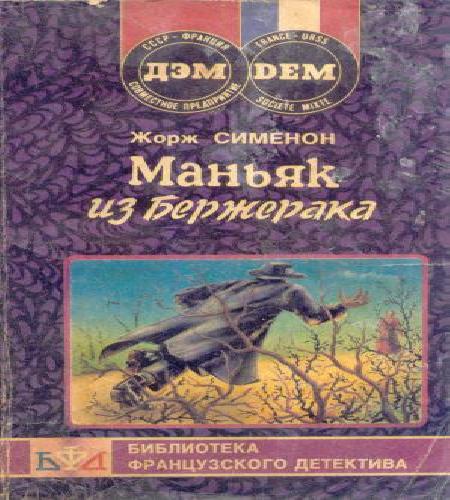 СССР - ФРАНЦИЯ
ДЭМ
СОВМЕСТНОЕ ПРЕДПРИЯТИЕ
FRANCE - URSS
DEM
SOCIETE MIXTE
Жорж СИМЕНОН
Маньяк
из Бержерака
БФД
БИБЛИОТЕКА
ФРАНЦУЗСКОГО ДЕТЕКТИВА